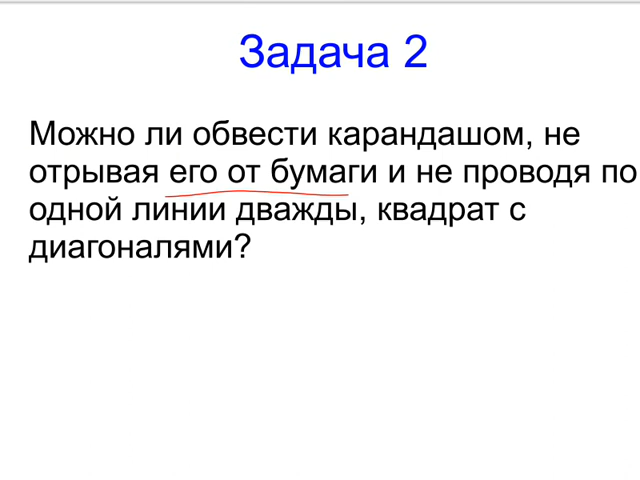 Задача 2
Можно ли обвести карандашом, не
отрывая его от бумаги и не проводя по
одной линии дважды, квадрат с
диагоналями?